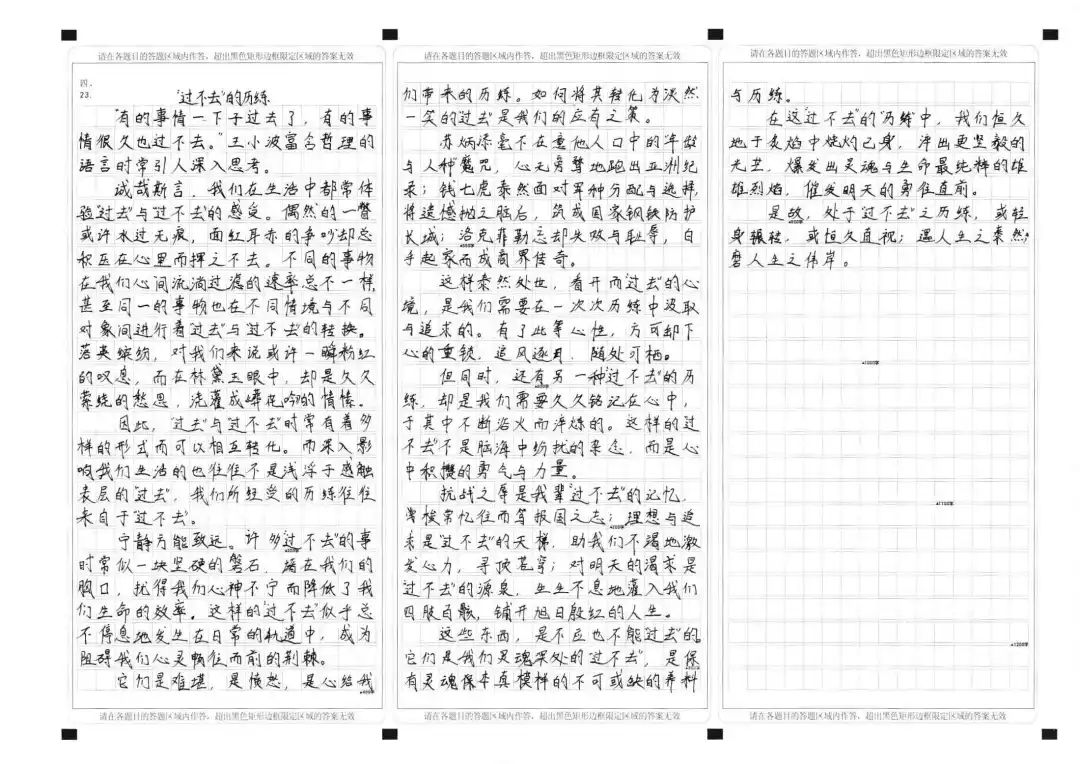 请在各题目的答题区域内作答，超出黑色矩形边框限定区域的答案无效
四.
23.
"过不去"的历练
"有的事情一下子过去了，有的事
情很久也过不去。"王小波富含哲理的
语言时常引人深入思考。
诚哉斯言，我们在生活中都常体
验"过去"与"过不去"的感受。偶然的一瞥
或许水过无痕，面红耳赤的争吵却总
积压在心里而挥之不去。不同的事物
在我们心间流淌过滤的速率总不一样，
甚至同一的事物也在不同情境与不同
对象间进行着"过去"与"过不去"的转换。
落英缤纷，对我们来说或许一瞬粉红
的叹息，而在林黛玉眼中，却是久久
萦绕的愁思，浇灌成葬花吟的情愫。
因此，"过去"与"过不去"时常有着多
样的形式而可以相互转化。而深入影
响我们生活的也往往不是浅浮于感触
表层的"过去"，我们所经受的历练往往
来自于"过不去"。
宁静方能致远。许多"过不去"的事
时常似一块坚硬的磐石，堵在我们的
胸口，扰得我们心神不宁而降低了我
们生命的效率。这样的"过不去"似乎总
不停息地发生在日常的轨道中，成为
阻碍我们心灵畅往而前的荆棘。
它们是难堪，是愤愁，是心给我
请在各题目的答题区域内作答，超出黑色矩形边框限定区域的答案无效
请在各题目的答题区域内作答，超出黑色矩形边框限定区域的答案无效
们带来的历练。如何将其转化为淡然
一笑的"过去"是我们的应有之策。
苏炳添毫不在意他人口中的"年龄"
与"人种"魔咒，心无旁骛地跑出亚洲纪
录；钱七虎泰然面对军种分配与选择，
将遗憾抛之脑后，筑成国家钢铁防护
长城；洛克菲勒忘却失败与耻辱，白
手起家而成商界传奇。
这样泰然处世，看开而"过去"的心
境，是我们需要在一次次历练中汲取
与追求的。有了此等心性，方可卸下
心的重锁，追风逐月，随处可栖。
但同时，还有另一种"过不去"的历
练，却是我们需要久久铭记在心中，
于其中不断浴火而淬炼的。这样的"过
不去"不是脑海中纷扰的杂念，而是心
中积攒的勇气与力量。
抗战之辱是我辈"过不去"的记忆，
常梭常忆往而笃报国之志；理想与追
求是"过不去"的天梯，助我们不竭地激
发心力，寻顶苍穹；对明天的渴求是
"过不去"的源泉，生生不息地灌入我们
四肢百骸，铺开旭日殷红的人生。
这些东西，是不应也不能"过去"的。
它们是我们灵魂深处的"过不去"，是保
有灵魂保本真模样的不可或缺的养料
请在各题目的答题区域内作答，超出黑色矩形边框限定区域的答案无效
请在各题目的答题区域内作答，超出黑色矩形边框限定区域的答案无效
与历练。
在这"过不去"的"历练"中，我们恒久
地于炙焰中烧灼己身，淬出更坚毅的
光芒，爆发出灵魂与生命最纯粹的雄
雄烈焰，催发明天的勇往直前。
是故，处于"过不去"之历练，或轻
身辗转，或恒久直视；遇人生之泰然，
磨人生之伟岸。
▲1000字
▲1100字
▲1200字
请在各题目的答题区域内作答，超出黑色矩形边框限定区域的答案无效